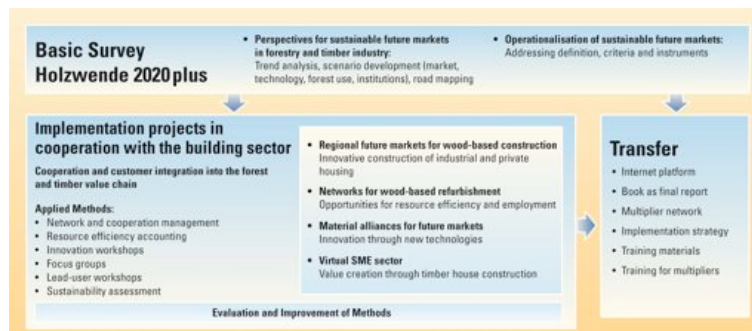 Basic Survey
Holzwende 2020 plus
• Perspectives for sustainable future markets
in forestry and timber industry:
Trend analysis, scenario development (market,
technology, forest use, institutions), road mapping
• Operationalisation of sustainable future markets:
Addressing definition, criteria and instruments
Implementation projects in
cooperation with the building sector
Cooperation and customer integration into the forest
and timber value chain
Applied Methods:
• Network and cooperation management
• Resource efficiency accounting
• Innovation workshops
• Focus groups
• Lead-user workshops
• Sustainability assessment
• Regional future markets for wood-based construction
Innovative construction of industrial and private
housing
• Networks for wood-based refurbishment
Opportunities for resource efficiency and employment
• Material alliances for future markets
Innovation through new technologies
• Virtual SME sector
Value creation through timber house construction
Evaluation and Improvement of Methods
Transfer
• Internet platform
• Book as final report
• Multiplier network
• Implementation strategy
• Training materials
• Training for multipliers